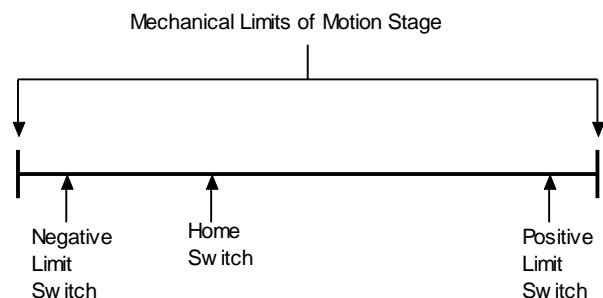 Mechanical Limits of Motion Stage
Negative
Limit
Switch
Home
Switch
Positive
Limit
Switch